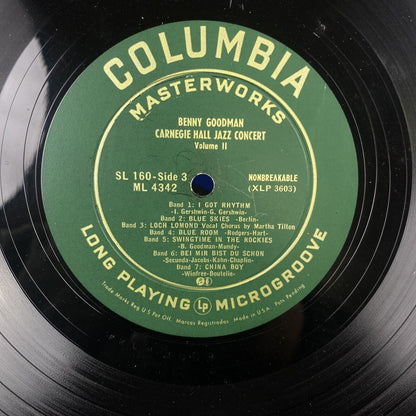 COLUMBIA
MASTERWORKS
BENNY GOODMAN
CARNEGIE HALL JAZZ CONCERT
Volume II
SL 160-Side 3
ML 4342
NONBREAKABLE
(XLP 3603)
Band 1: I GOT RHYTHM
-I. Gershwin-G. Gershwin-
Band 2: BLUE SKIES -Berlin-
Band 3: LOCH LOMOND Vocal Chorus by Martha Tilton
Band 4: BLUE ROOM -Rodgers-Hart-
Band 5: SWINGTIME IN THE ROCKIES
-B. Goodman-Mundy-
Band 6: BEI MIR BIST DU SCHON
-Secunda-Jacobs-Kahn-Chaplin-
Band 7: CHINA BOY
-Winfree-Boutelje-
LONG PLAYING LP MICROGROOVE
Trade Marks Reg U S Pat Off. Marcas Registradas Made in U.S.A. Pats Pending